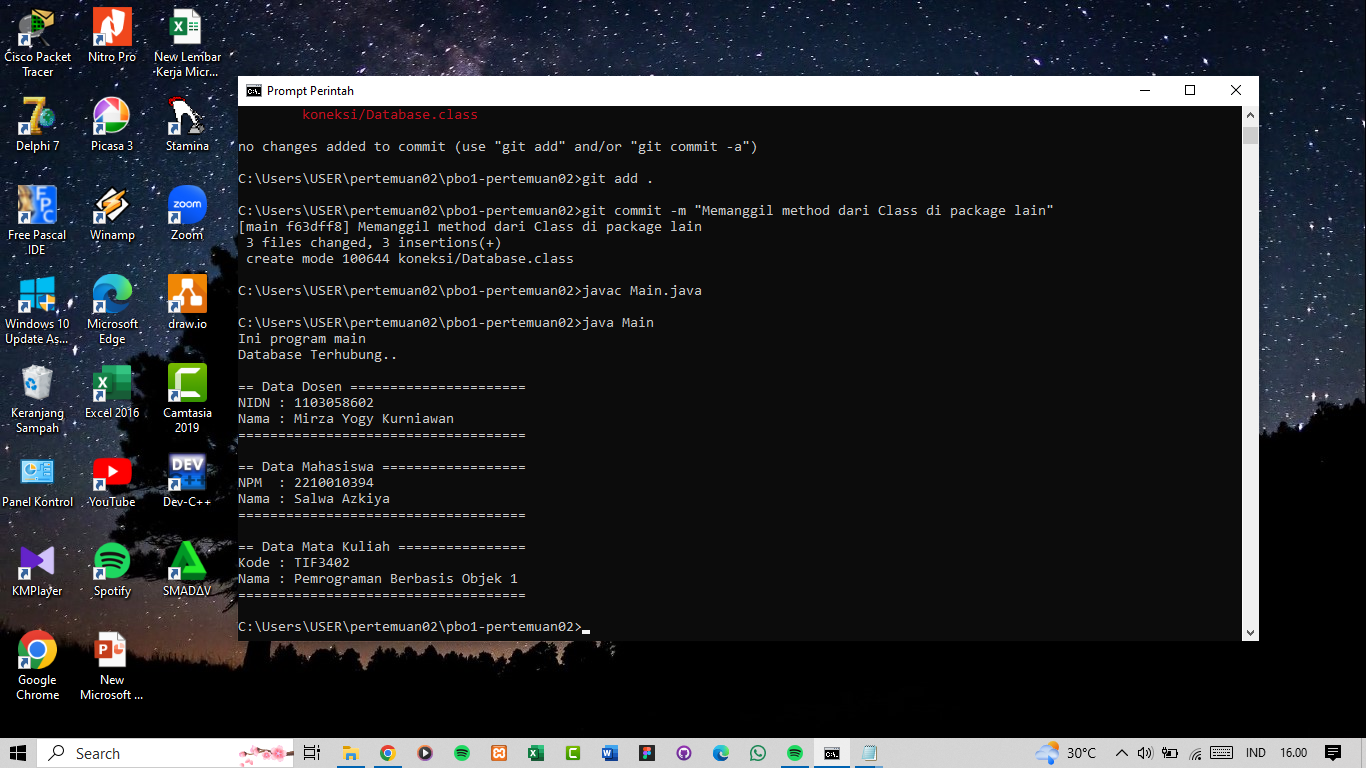 Cisco Packet
Tracer
Nitro Pro
New Lembar
Kerja Micr...
Delphi 7
Picasa 3
Stamina
Free Pascal
IDE
Winamp
Zoom
Windows 10
Update As...
Microsoft
Edge
draw.io
Keranjang
Sampah
Excel 2016
Camtasia
2019
Panel Kontrol
YouTube
Dev-C++
KMPlayer
Spotify
SMADΔV
Google
Chrome
New
Microsoft ...
zoom
DEV
Prompt Perintah
koneksi/Database.class
no changes added to commit (use "git add" and/or "git commit -a")
C:\Users\USER\pertemuan02\pbo1-pertemuan02>git add .
C:\Users\USER\pertemuan02\pbo1-pertemuan02>git commit -m "Memanggil method dari Class di package lain"
[main f63dff8] Memanggil method dari Class di package lain
3 files changed, 3 insertions(+)
create mode 100644 koneksi/Database.class
C:\Users\USER\pertemuan02\pbo1-pertemuan02>javac Main.java
C:\Users\USER\pertemuan02\pbo1-pertemuan02>java Main
Ini program main
Database Terhubung..
== Data Dosen ======================
NIDN : 1103058602
Nama : Mirza Yogy Kurniawan
====================================
== Data Mahasiswa ==================
NPM  : 2210010394
Nama : Salwa Azkiya
====================================
== Data Mata Kuliah ================
Kode : TIF3402
Nama : Pemrograman Berbasis Objek 1
====================================
C:\Users\USER\pertemuan02\pbo1-pertemuan02>
Search
30°C
IND
16.00